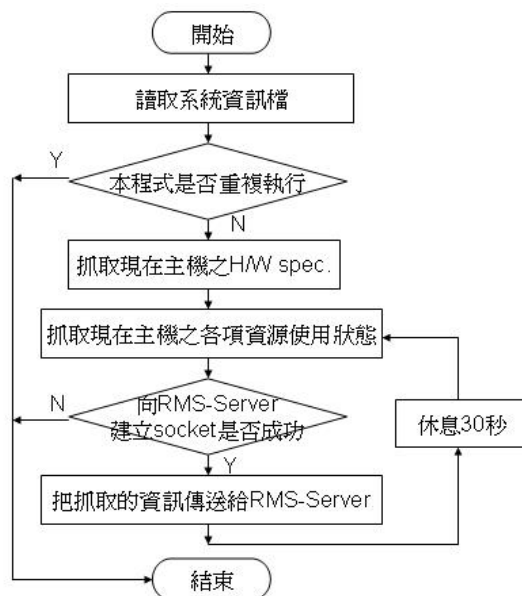 開始
讀取系統資訊檔
Y
本程式是否重複執行
N
抓取現在主機之H/W spec.
抓取現在主機之各項資源使用狀態
N
向RMS-Server
建立socket是否成功
休息30秒
Y
把抓取的資訊傳送給RMS-Server
結束